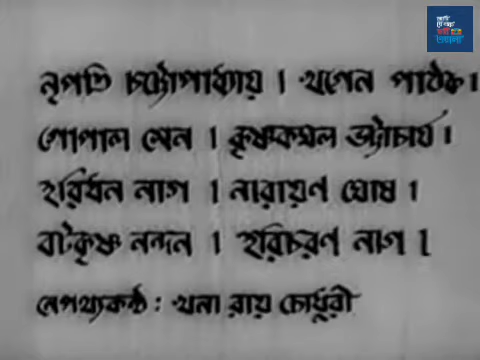 নৃপতি চট্টোপাধ্যায় । খগেন পাঠক।
গোপাল সেন । কৃষ্ণকমল ভট্টাচার্য ।
হরিধন নাগ । নারায়ণ ঘোষ ।
বটকৃষ্ণ নন্দন । হরিচরণ নাগ ।
নেপথ্যকণ্ঠ : খনা রায় চৌধুরী